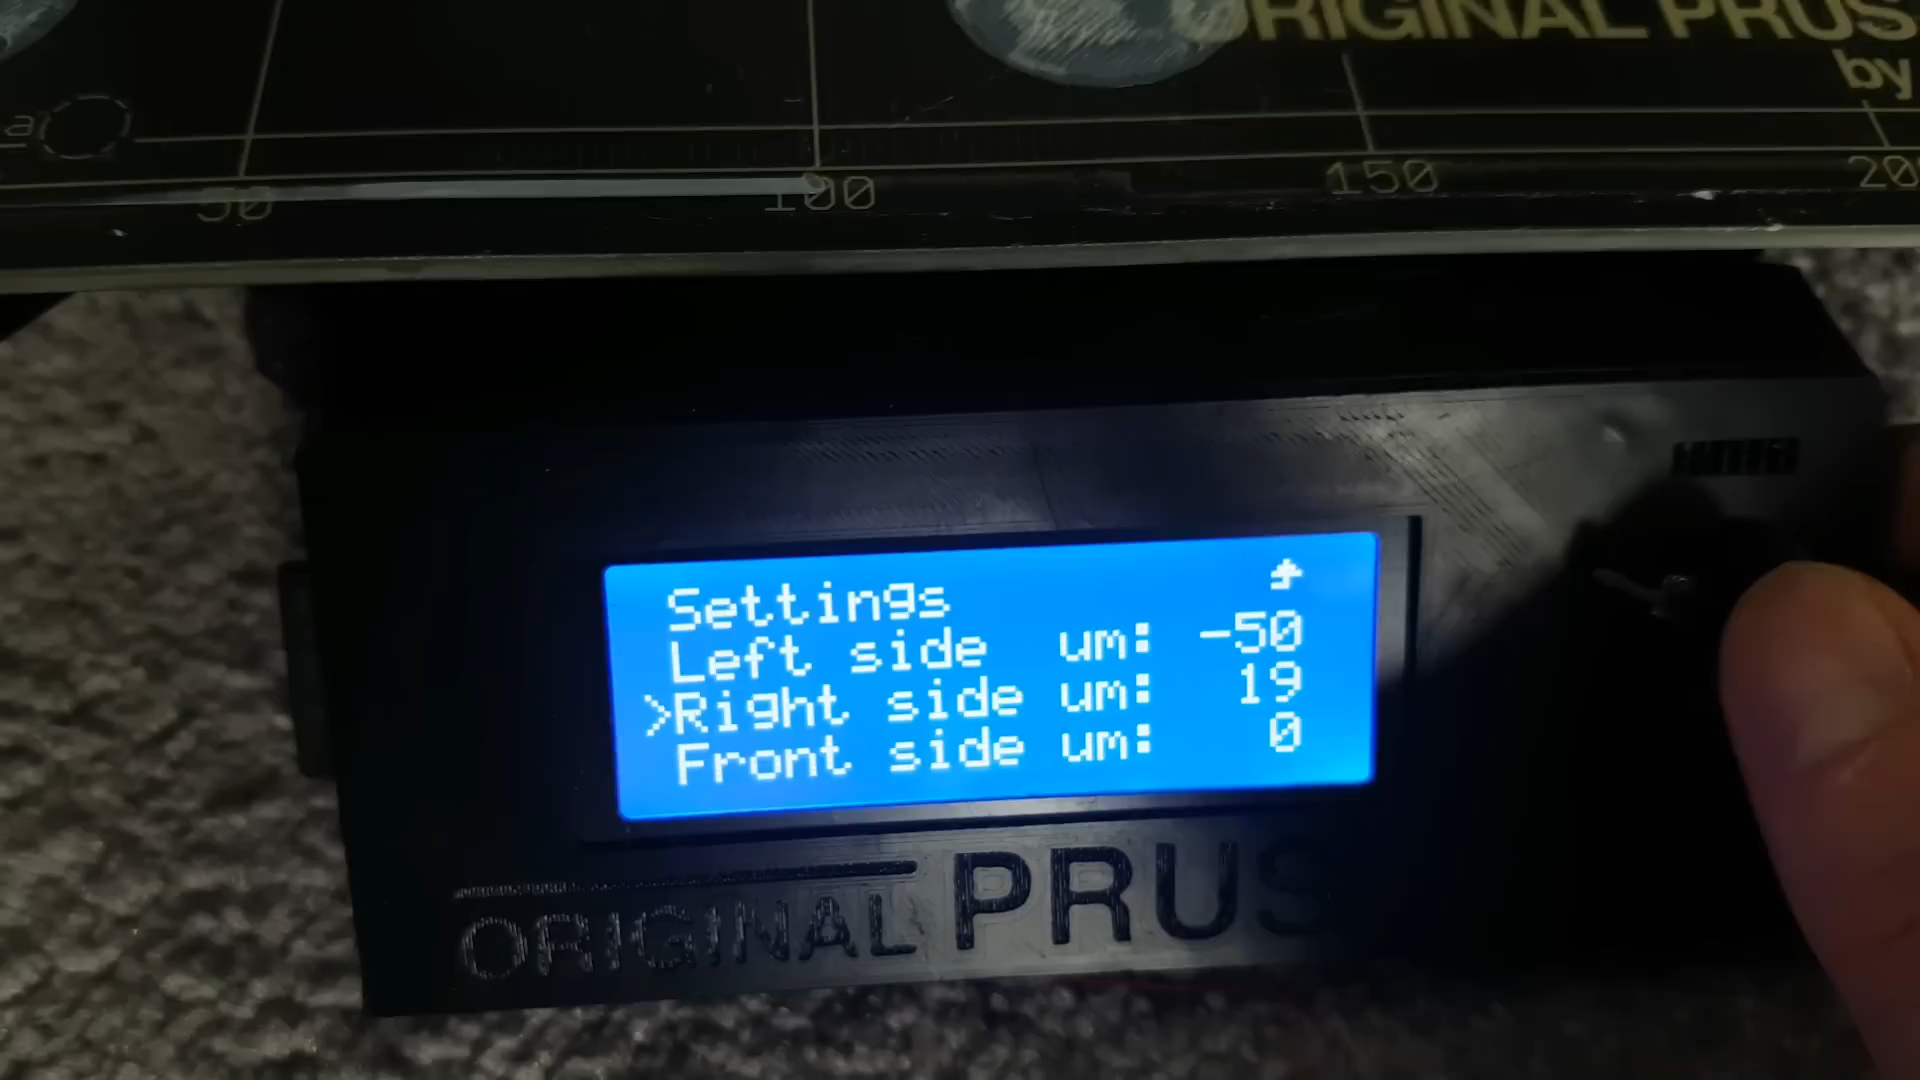 ORIGINAL PRUS
by
a
50 100 150 20
Settings
Left side um: -50
>Right side um: 19
Front side um: 0
ORIGINAL PRUS